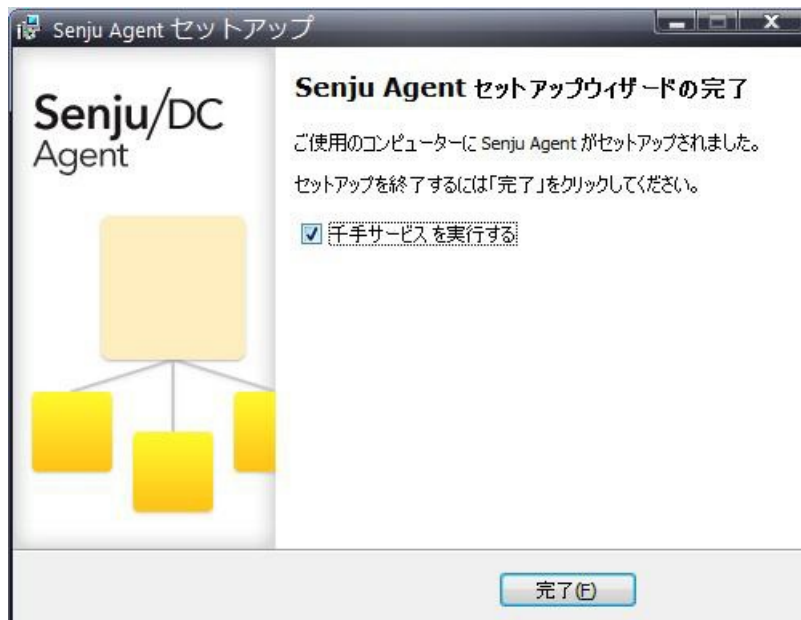 Senju Agent セットアップ
Senju/DC
Agent
Senju Agent セットアップウィザードの完了
ご使用のコンピューターに Senju Agent がセットアップされました。
セットアップを終了するには「完了」をクリックしてください。
千手サービス を実行する
完了(F)